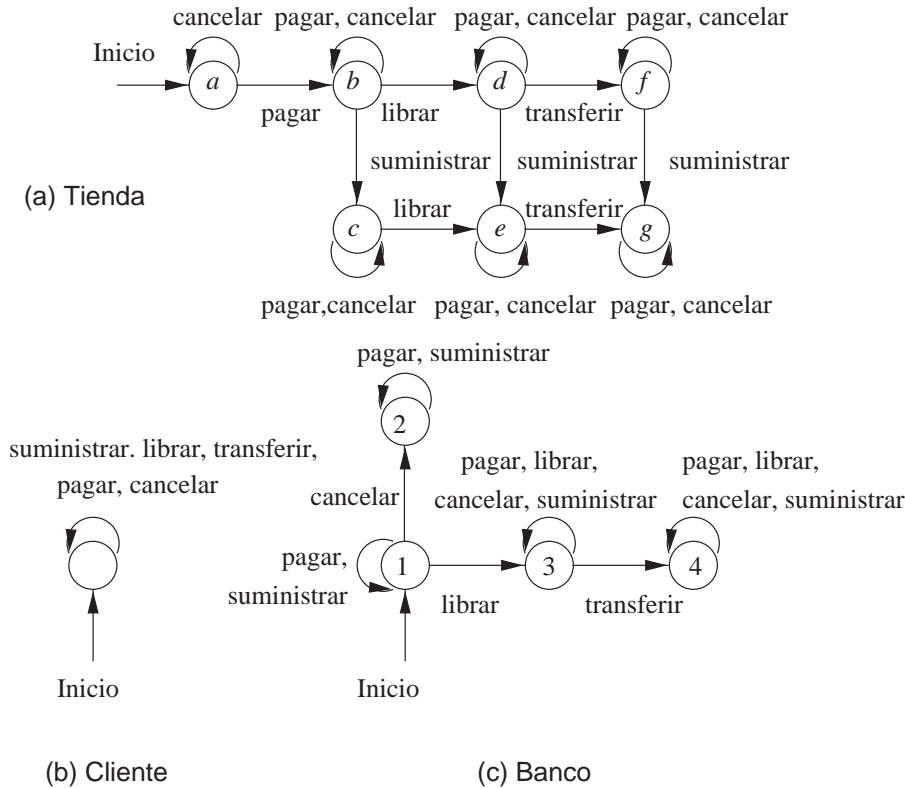 cancelar pagar, cancelar pagar, cancelar pagar, cancelar
Inicio
a b d f
pagar librar transferir
suministrar suministrar suministrar
(a) Tienda
librar transferir
c e g
pagar,cancelar pagar, cancelar pagar, cancelar
pagar, suministrar
2
suministrar. librar, transferir,
pagar, cancelar
cancelar
pagar, librar,
cancelar, suministrar
pagar, librar,
cancelar, suministrar
pagar,
suministrar
1 3 4
librar transferir
Inicio Inicio
(b) Cliente (c) Banco